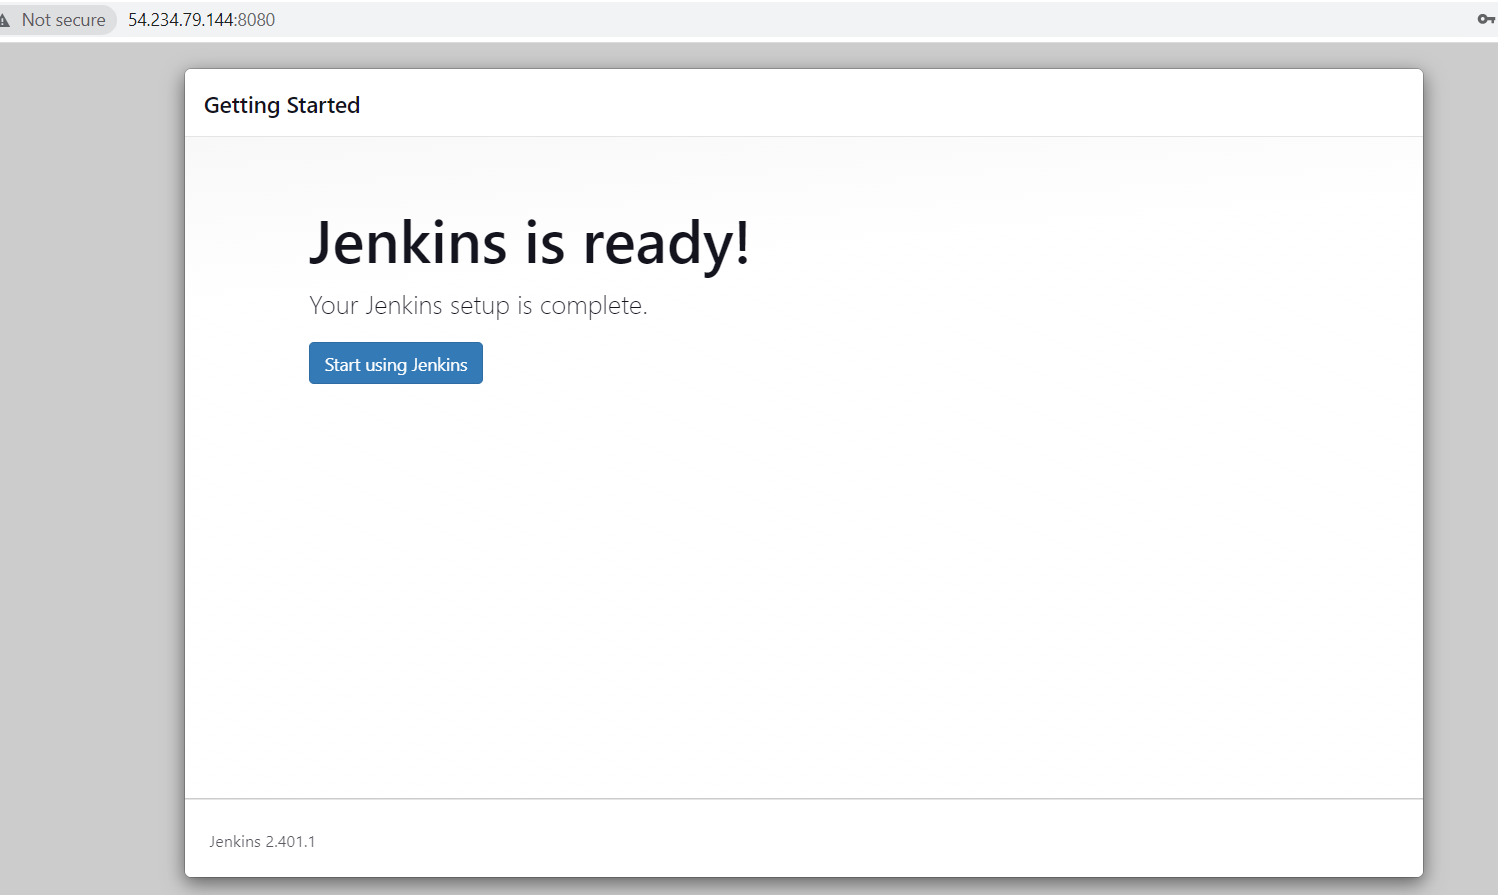 Not secure 54.234.79.144:8080
Getting Started
Jenkins is ready!
Your Jenkins setup is complete.
Start using Jenkins
Jenkins 2.401.1